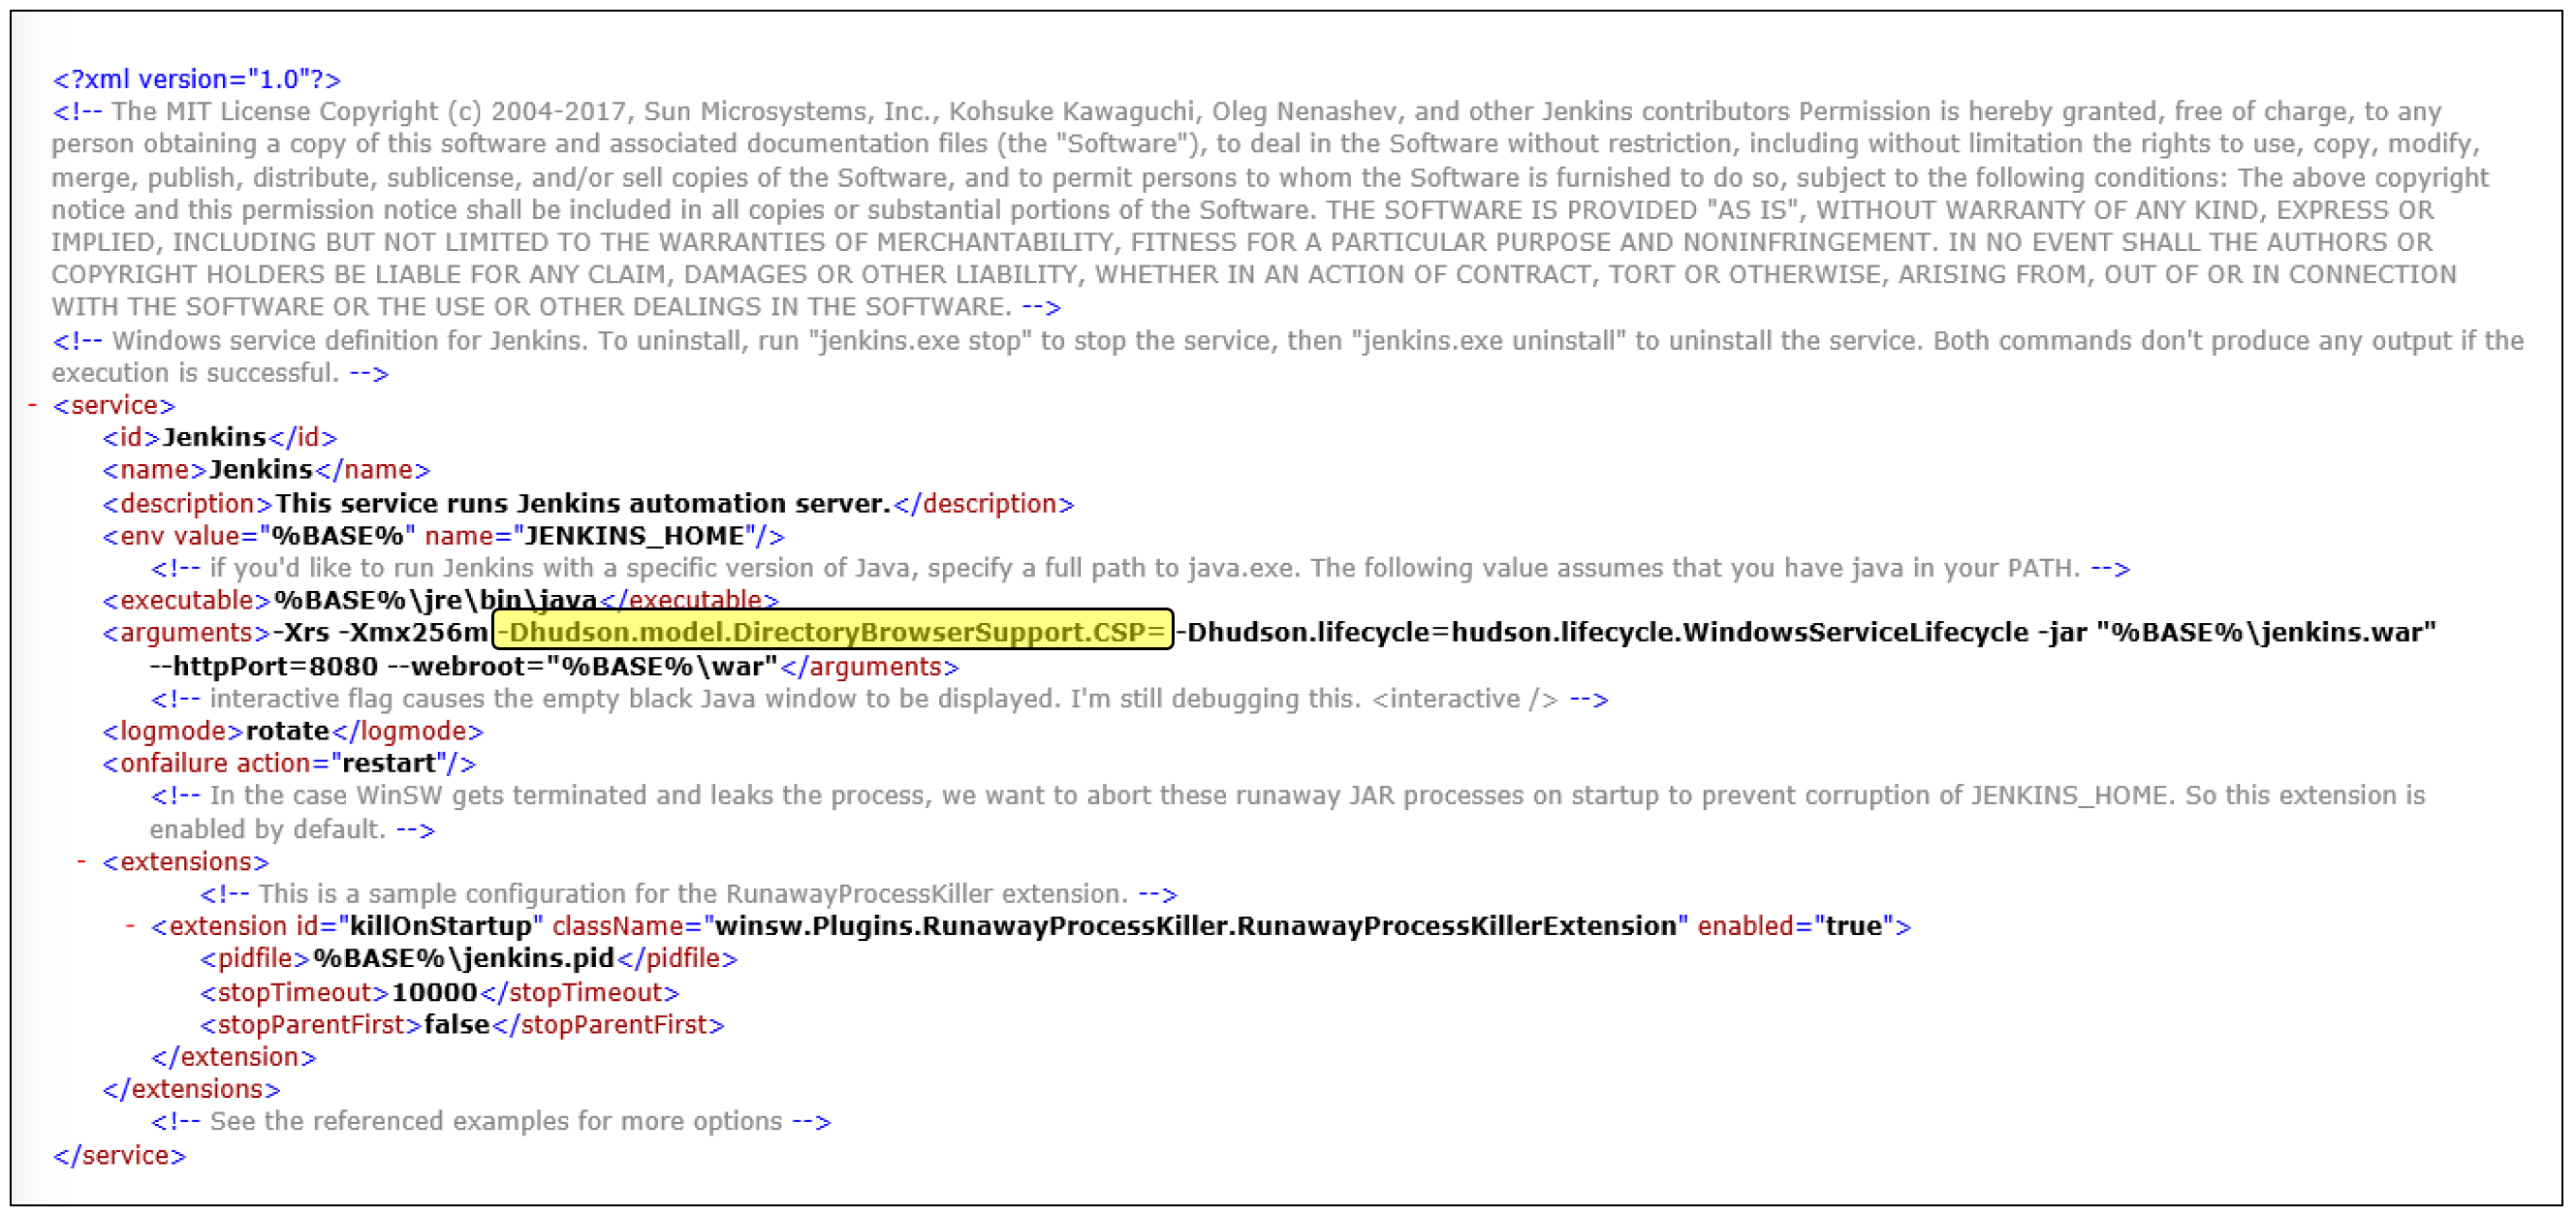 <?xml version="1.0"?>
<!-- The MIT License Copyright (c) 2004-2017, Sun Microsystems, Inc., Kohsuke Kawaguchi, Oleg Nenashev, and other Jenkins contributors Permission is hereby granted, free of charge, to any
person obtaining a copy of this software and associated documentation files (the "Software"), to deal in the Software without restriction, including without limitation the rights to use, copy, modify,
merge, publish, distribute, sublicense, and/or sell copies of the Software, and to permit persons to whom the Software is furnished to do so, subject to the following conditions: The above copyright
notice and this permission notice shall be included in all copies or substantial portions of the Software. THE SOFTWARE IS PROVIDED "AS IS", WITHOUT WARRANTY OF ANY KIND, EXPRESS OR
IMPLIED, INCLUDING BUT NOT LIMITED TO THE WARRANTIES OF MERCHANTABILITY, FITNESS FOR A PARTICULAR PURPOSE AND NONINFRINGEMENT. IN NO EVENT SHALL THE AUTHORS OR
COPYRIGHT HOLDERS BE LIABLE FOR ANY CLAIM, DAMAGES OR OTHER LIABILITY, WHETHER IN AN ACTION OF CONTRACT, TORT OR OTHERWISE, ARISING FROM, OUT OF OR IN CONNECTION
WITH THE SOFTWARE OR THE USE OR OTHER DEALINGS IN THE SOFTWARE. -->
<!-- Windows service definition for Jenkins. To uninstall, run "jenkins.exe stop" to stop the service, then "jenkins.exe uninstall" to uninstall the service. Both commands don't produce any output if the
execution is successful. -->
- <service>
<id>Jenkins</id>
<name>Jenkins</name>
<description>This service runs Jenkins automation server.</description>
<env value="%BASE%" name="JENKINS_HOME"/>
<!-- if you'd like to run Jenkins with a specific version of Java, specify a full path to java.exe. The following value assumes that you have java in your PATH. -->
<executable>%BASE%\jre\bin\java</executable>
<arguments>-Xrs -Xmx256m -Dhudson.model.DirectoryBrowserSupport.CSP= -Dhudson.lifecycle=hudson.lifecycle.WindowsServiceLifecycle -jar "%BASE%\jenkins.war"
--httpPort=8080 --webroot="%BASE%\war"</arguments>
<!-- interactive flag causes the empty black Java window to be displayed. I'm still debugging this. <interactive /> -->
<logmode>rotate</logmode>
<onfailure action="restart"/>
<!-- In the case WinSW gets terminated and leaks the process, we want to abort these runaway JAR processes on startup to prevent corruption of JENKINS_HOME. So this extension is
enabled by default. -->
- <extensions>
<!-- This is a sample configuration for the RunawayProcessKiller extension. -->
- <extension id="killOnStartup" className="winsw.Plugins.RunawayProcessKiller.RunawayProcessKillerExtension" enabled="true">
<pidfile>%BASE%\jenkins.pid</pidfile>
<stopTimeout>10000</stopTimeout>
<stopParentFirst>false</stopParentFirst>
</extension>
</extensions>
<!-- See the referenced examples for more options -->
</service>